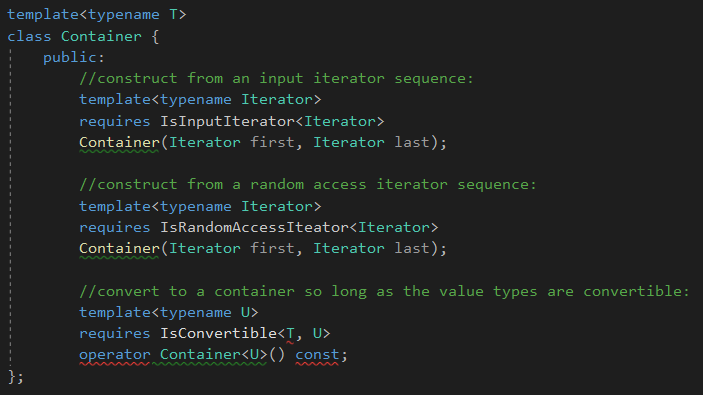 template<typename T>
class Container {
    public:
        //construct from an input iterator sequence:
        template<typename Iterator>
        requires IsInputIterator<Iterator>
        Container(Iterator first, Iterator last);

        //construct from a random access iterator sequence:
        template<typename Iterator>
        requires IsRandomAccessIteator<Iterator>
        Container(Iterator first, Iterator last);

        //convert to a container so long as the value types are convertible:
        template<typename U>
        requires IsConvertible<T, U>
        operator Container<U>() const;
};